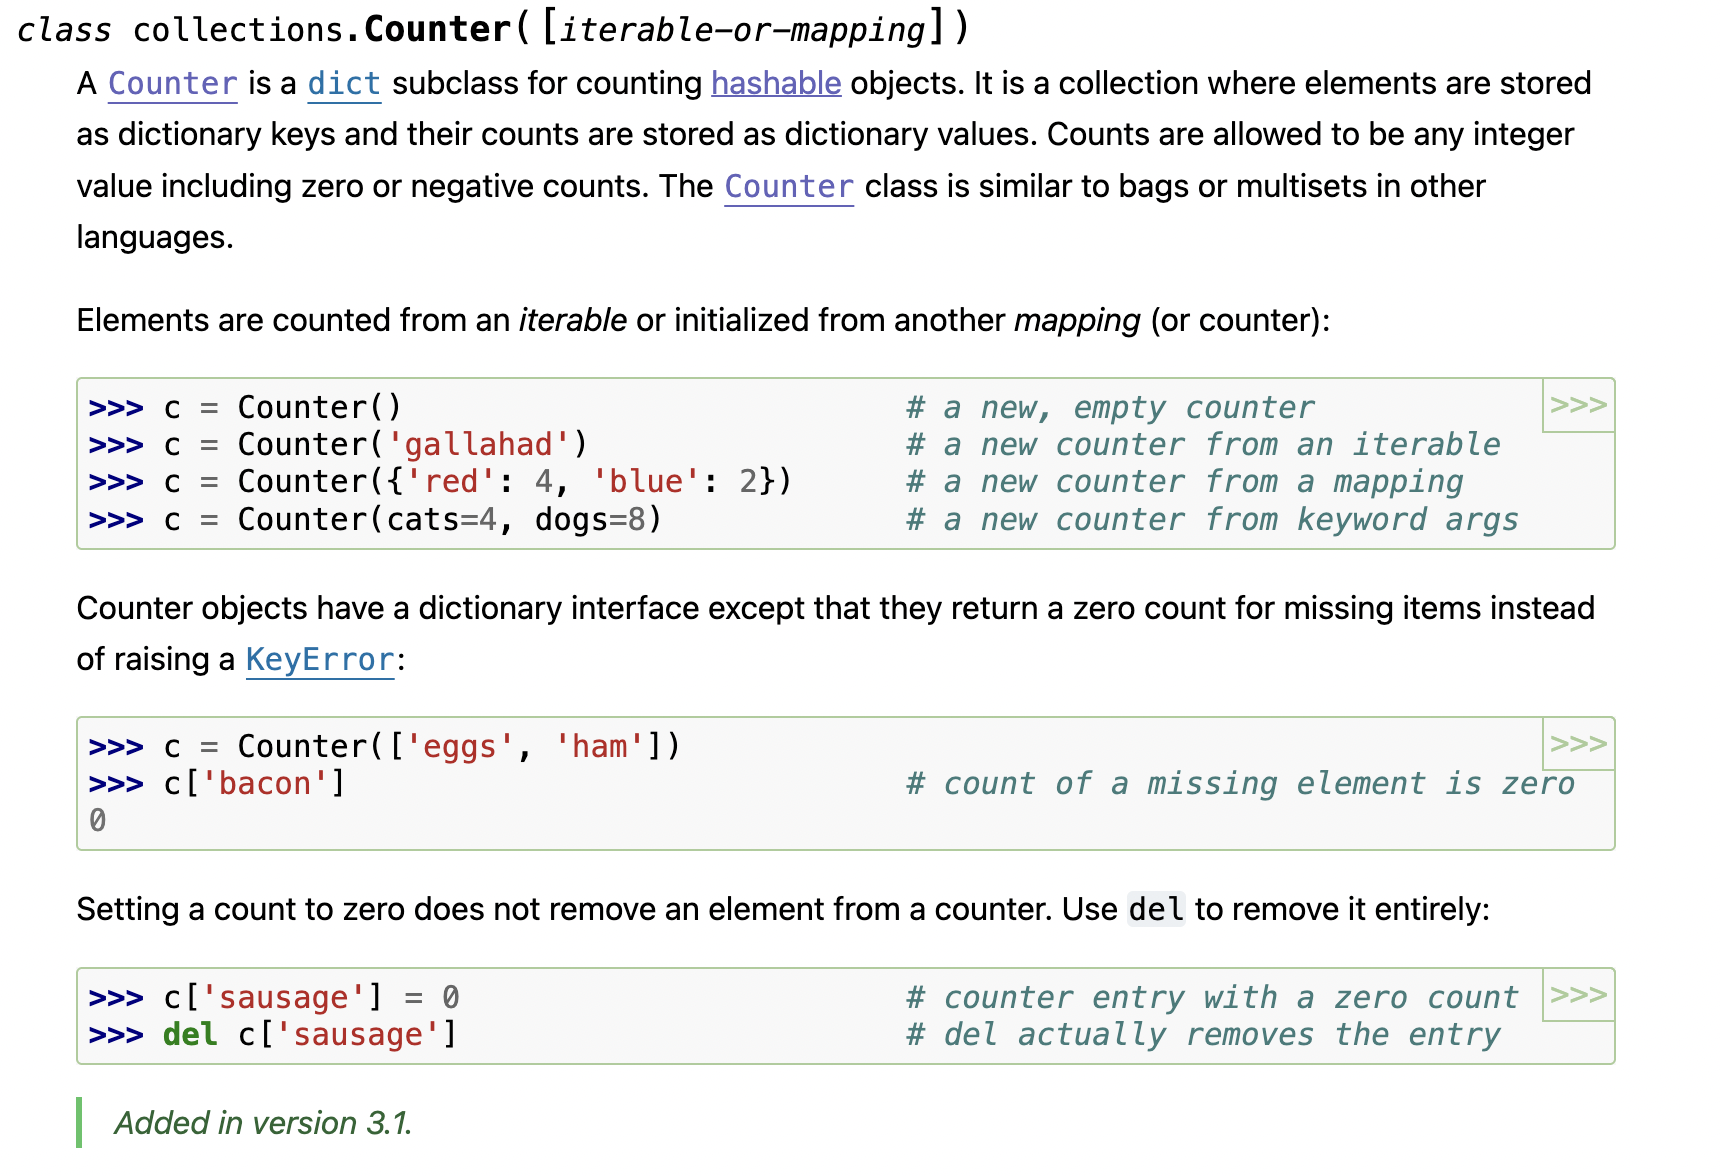 class collections.Counter([iterable-or-mapping])
A Counter is a dict subclass for counting hashable objects. It is a collection where elements are stored
as dictionary keys and their counts are stored as dictionary values. Counts are allowed to be any integer
value including zero or negative counts. The Counter class is similar to bags or multisets in other
languages.
Elements are counted from an iterable or initialized from another mapping (or counter):
>>> c = Counter()                           # a new, empty counter >>>
>>> c = Counter('gallahad')                 # a new counter from an iterable
>>> c = Counter({'red': 4, 'blue': 2})      # a new counter from a mapping
>>> c = Counter(cats=4, dogs=8)             # a new counter from keyword args
Counter objects have a dictionary interface except that they return a zero count for missing items instead
of raising a KeyError:
>>> c = Counter(['eggs', 'ham']) >>>
>>> c['bacon']                              # count of a missing element is zero
0
Setting a count to zero does not remove an element from a counter. Use del to remove it entirely:
>>> c['sausage'] = 0                        # counter entry with a zero count >>>
>>> del c['sausage']                        # del actually removes the entry
Added in version 3.1.